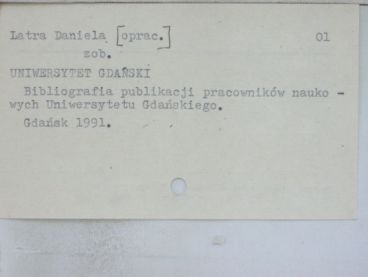 Latra Daniela [oprac.] 01
zob.
UNIWERSYTET GDAŃSKI
Bibliografia publikacji pracowników nauko -
wych Uniwersytetu Gdańskiego.
Gdańsk 1991.